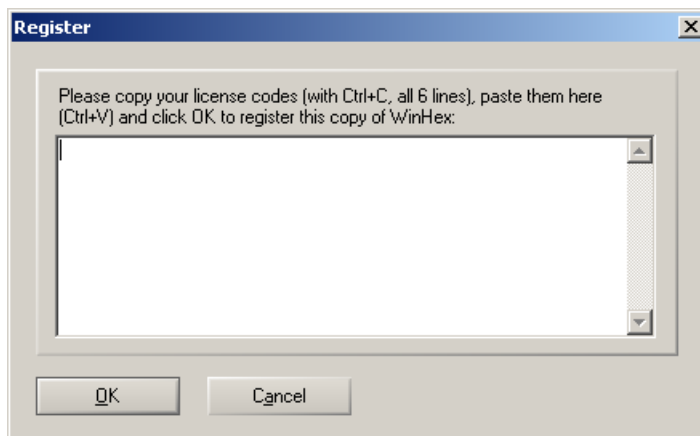 Register
Please copy your license codes (with Ctrl+C, all 6 lines), paste them here
(Ctrl+V) and click OK to register this copy of WinHex:
OK
Cancel